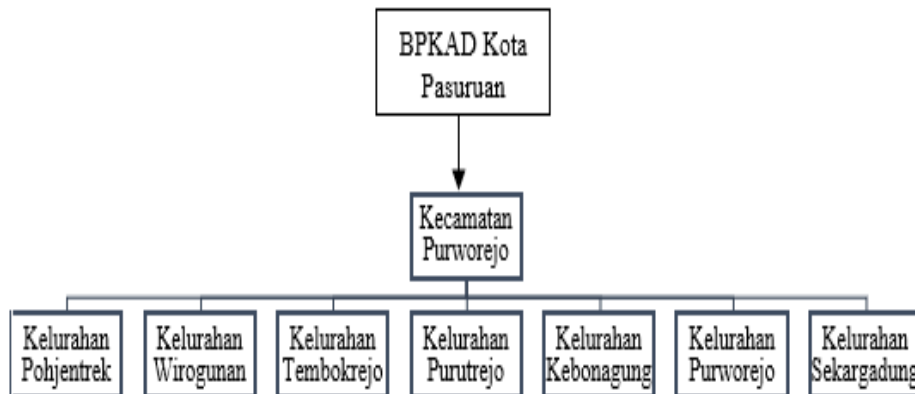 BPKAD Kota
Pasuruan
Kecamatan
Purworejo
Kelurahan
Pohjentrek
Kelurahan
Wirogunan
Kelurahan
Tembokrejo
Kelurahan
Purutrejo
Kelurahan
Kebonagung
Kelurahan
Purworejo
Kelurahan
Sekargadung